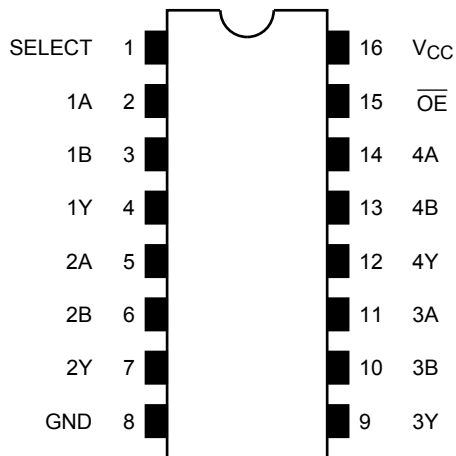 SELECT 1 16 VCC
1A 2 15 OE
1B 3 14 4A
1Y 4 13 4B
2A 5 12 4Y
2B 6 11 3A
2Y 7 10 3B
GND 8 9 3Y